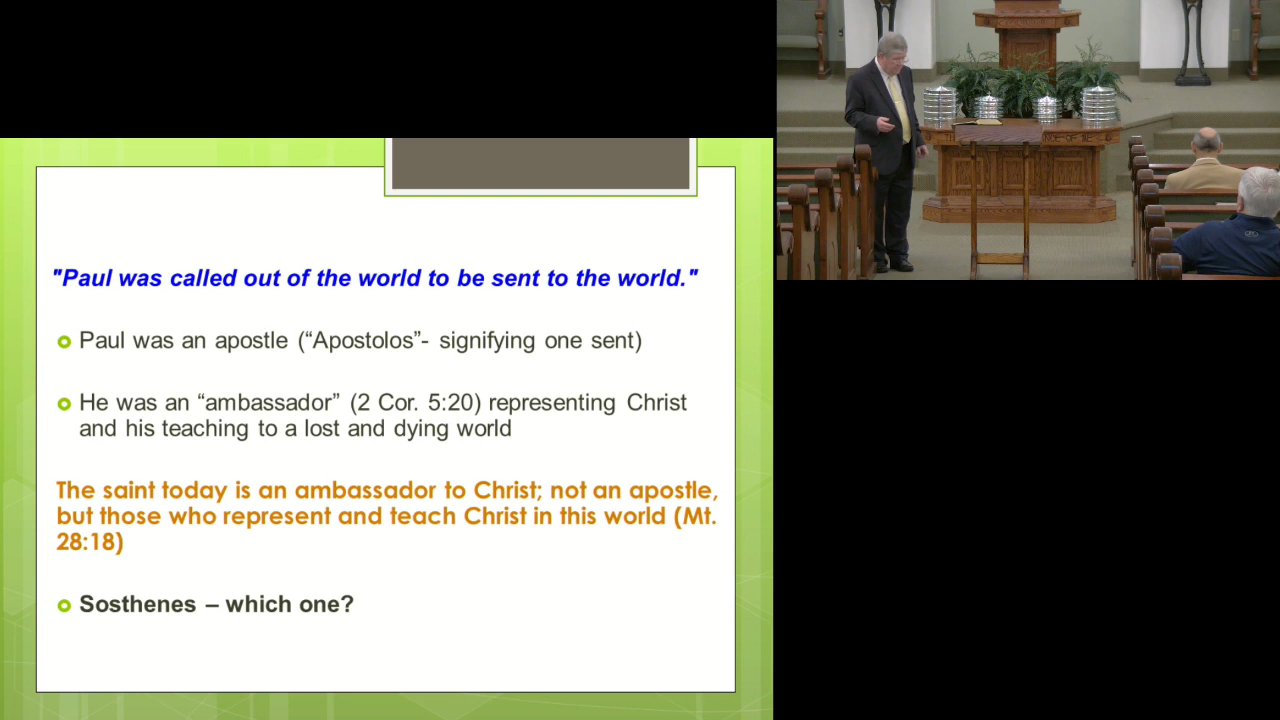 "Paul was called out of the world to be sent to the world."
Paul was an apostle (“Apostolos”- signifying one sent)
He was an “ambassador” (2 Cor. 5:20) representing Christ
and his teaching to a lost and dying world
The saint today is an ambassador to Christ; not an apostle,
but those who represent and teach Christ in this world (Mt.
28:18)
Sosthenes – which one?